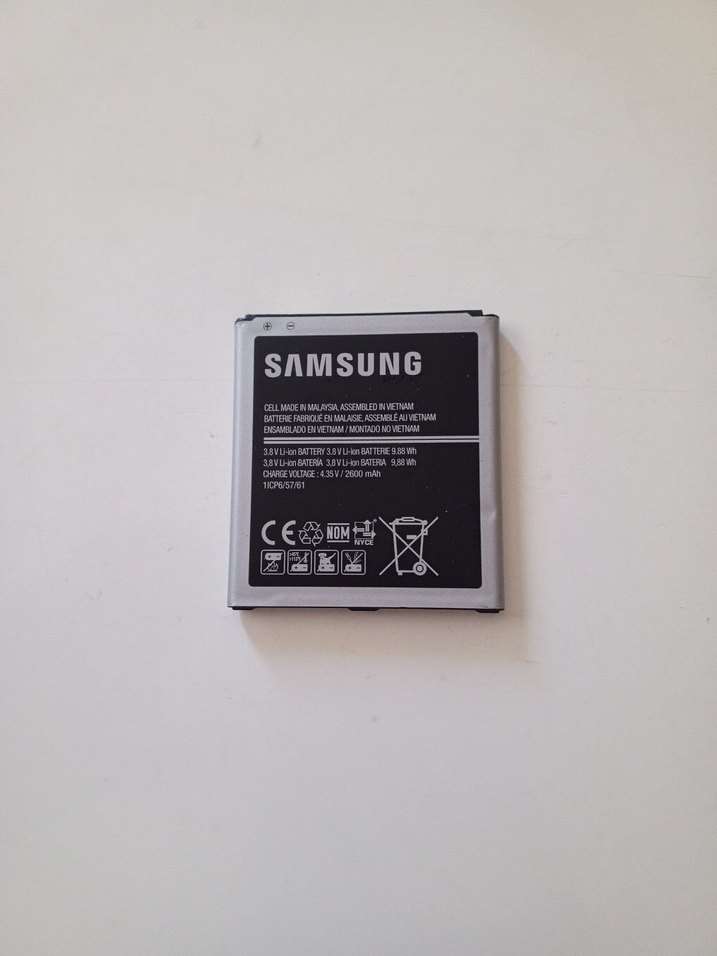 SAMSUNG
CELL MADE IN MALAYSIA, ASSEMBLED IN VIETNAM
BATTERIE FABRIQUÉ EN MALAISIE, ASSEMBLÉ AU VIETNAM
ENSAMBLADO EN VIETNAM / MONTADO NO VIETNAM
3.8 V Li-ion BATTERY 3.8 V Li-ion BATTERIE 9.88 Wh
3,8 V Li-ion BATERÍA 3,8 V Li-ion BATERIA 9,88 Wh
CHARGE VOLTAGE : 4.35 V / 2600 mAh
1ICP6/57/61
CE NOM
NYCE